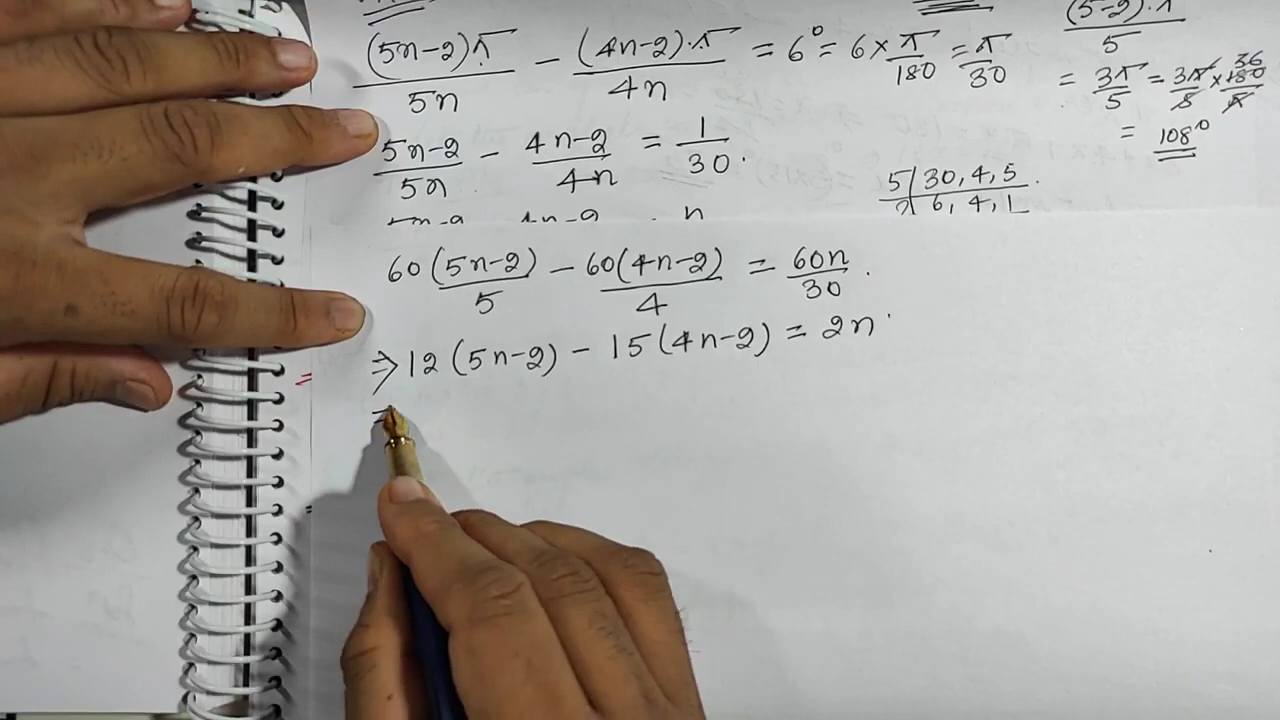 (5n-2)π/5n - (4n-2).π/4n = 6° = 6 × π/180 = π/30
(5n-2)/5n - (4n-2)/4n = 1/30.
60(5n-2)/5 - 60(4n-2)/4 = 60n/30.
⇒ 12(5n-2) - 15(4n-2) = 2n.
=
(5-2).π/5
= 3π/5 = 3π/5 × 180 36
= 108°
5 | 30, 4, 5
6, 4, 1